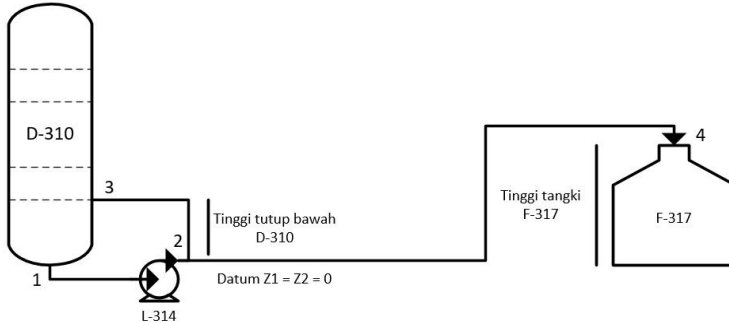 D-310
3
Tinggi tutup bawah
D-310
2
1
Datum Z1 = Z2 = 0
L-314
4
Tinggi tangki
F-317
F-317